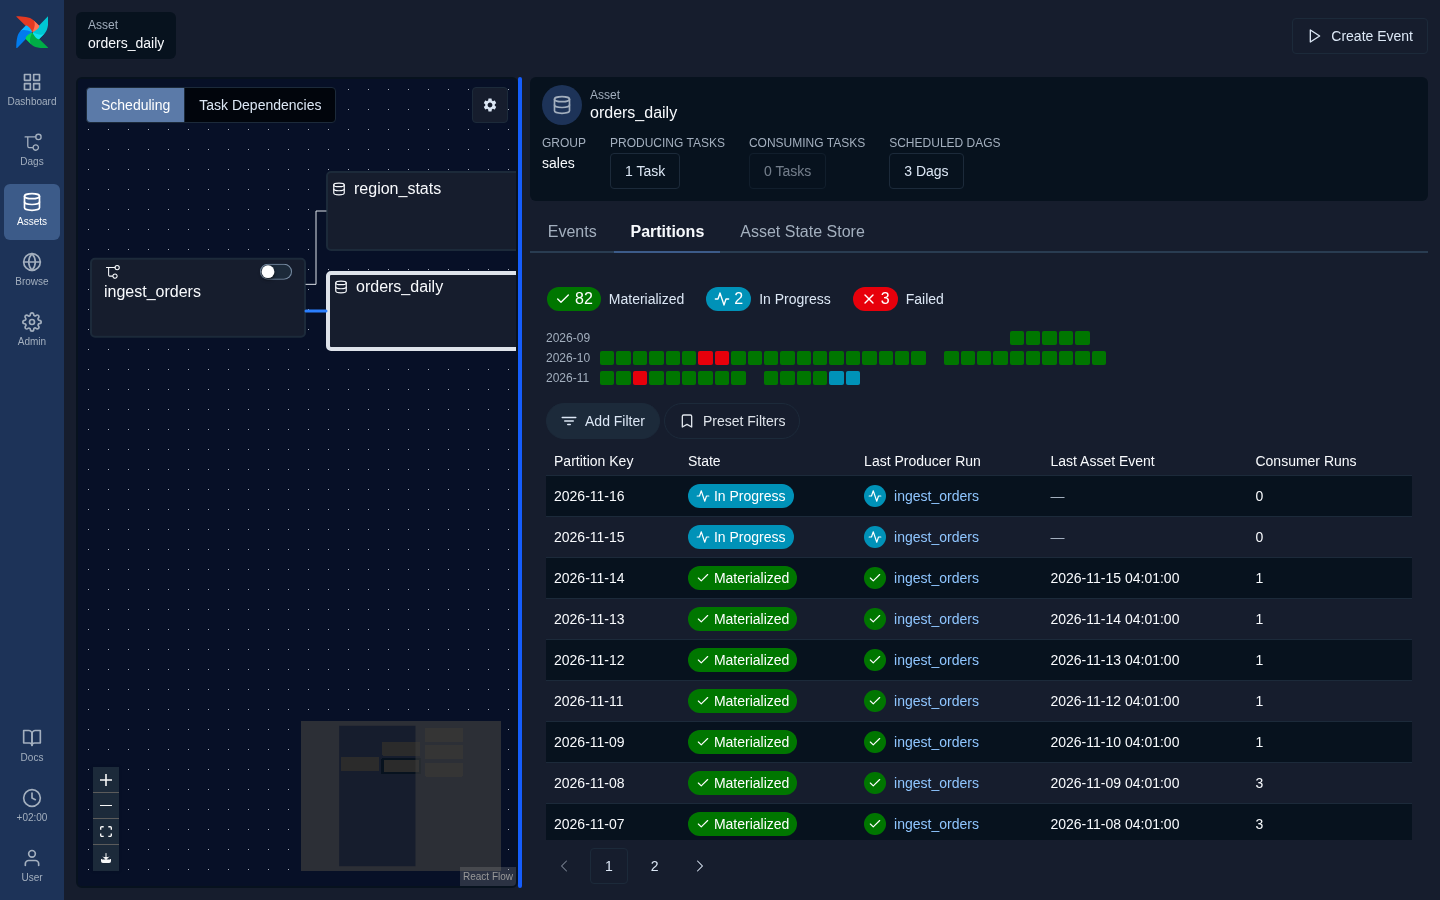 Asset
orders_daily
Create Event
Dashboard
Dags
Assets
Browse
Admin
Docs
+02:00
User
Scheduling
Task Dependencies
region_stats
ingest_orders
orders_daily
React Flow
Asset
orders_daily
GROUP
sales
PRODUCING TASKS
1 Task
CONSUMING TASKS
0 Tasks
SCHEDULED DAGS
3 Dags
Events
Partitions
Asset State Store
82 Materialized
2 In Progress
3 Failed
2026-09
2026-10
2026-11
Add Filter
Preset Filters
Partition Key State Last Producer Run Last Asset Event Consumer Runs
2026-11-16 In Progress ingest_orders — 0
2026-11-15 In Progress ingest_orders — 0
2026-11-14 Materialized ingest_orders 2026-11-15 04:01:00 1
2026-11-13 Materialized ingest_orders 2026-11-14 04:01:00 1
2026-11-12 Materialized ingest_orders 2026-11-13 04:01:00 1
2026-11-11 Materialized ingest_orders 2026-11-12 04:01:00 1
2026-11-09 Materialized ingest_orders 2026-11-10 04:01:00 1
2026-11-08 Materialized ingest_orders 2026-11-09 04:01:00 3
2026-11-07 Materialized ingest_orders 2026-11-08 04:01:00 3
1 2